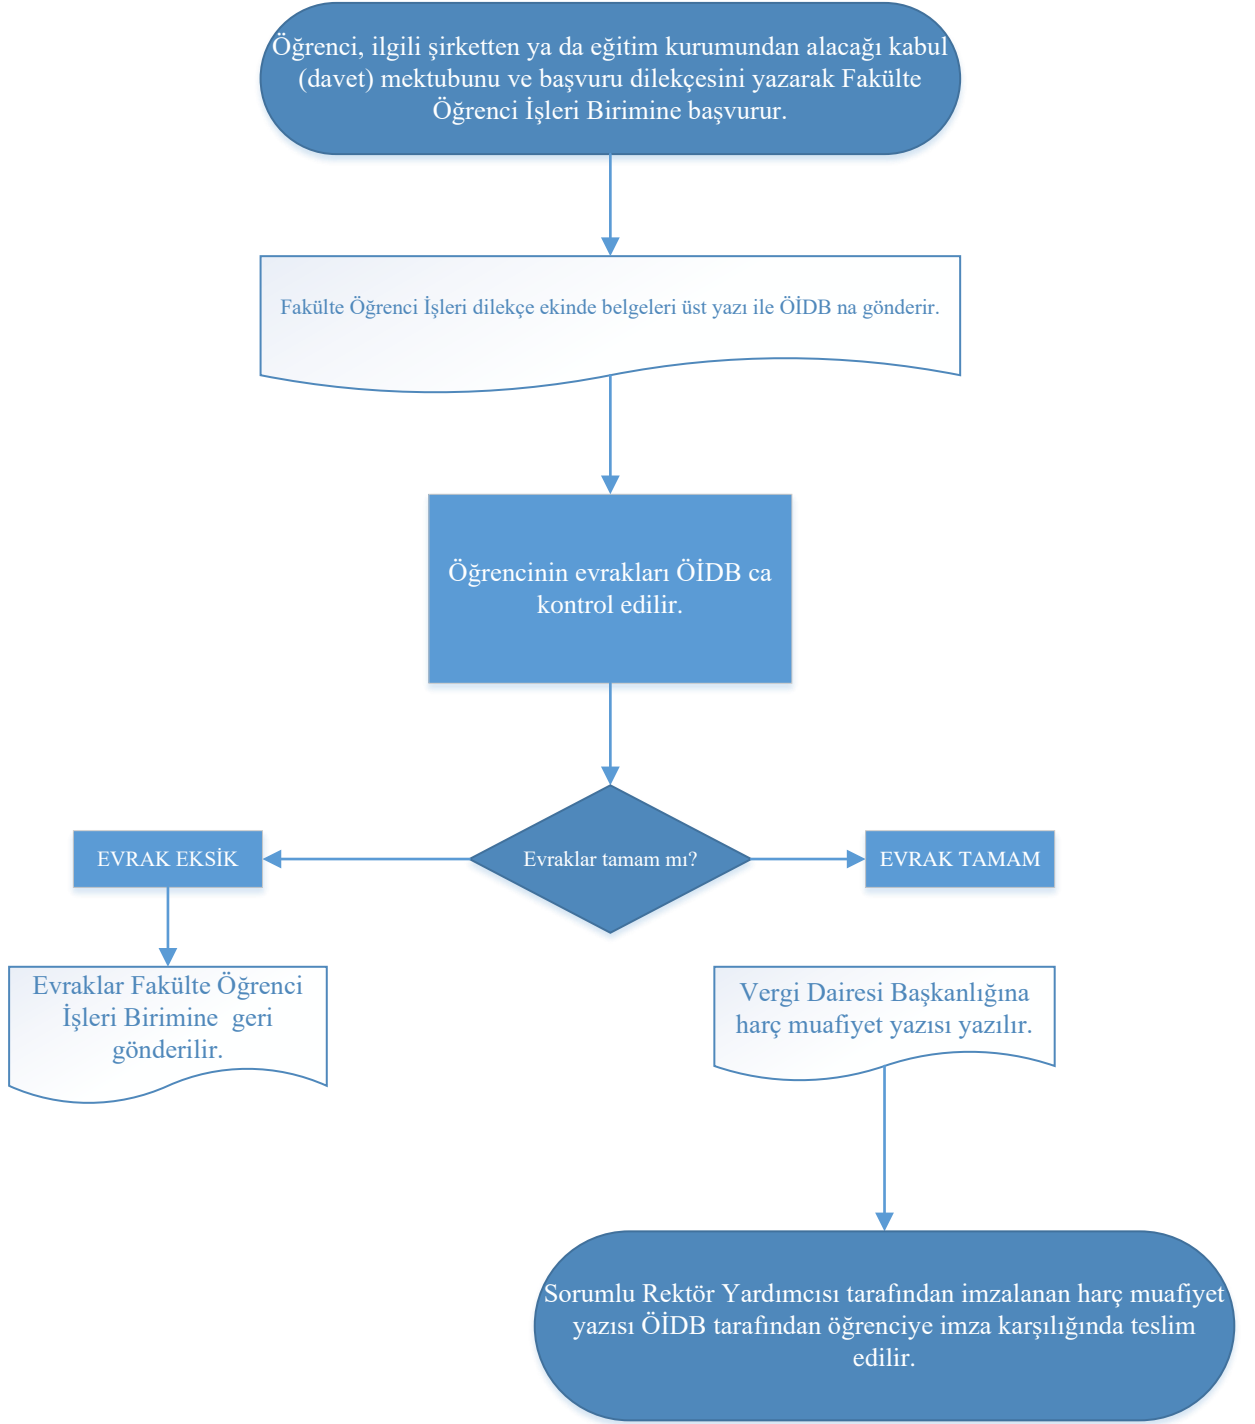 Öğrenci, ilgili şirketten ya da eğitim kurumundan alacağı kabul
(davet) mektubunu ve başvuru dilekçesini yazarak Fakülte
Öğrenci İşleri Birimine başvurur.
Fakülte Öğrenci İşleri dilekçe ekinde belgeleri üst yazı ile ÖİDB na gönderir.
Öğrencinin evrakları ÖİDB ca
kontrol edilir.
EVRAK EKSİK
Evraklar tamam mı?
EVRAK TAMAM
Evraklar Fakülte Öğrenci
İşleri Birimine  geri
gönderilir.
Vergi Dairesi Başkanlığına
harç muafiyet yazısı yazılır.
Sorumlu Rektör Yardımcısı tarafından imzalanan harç muafiyet
yazısı ÖİDB tarafından öğrenciye imza karşılığında teslim
edilir.